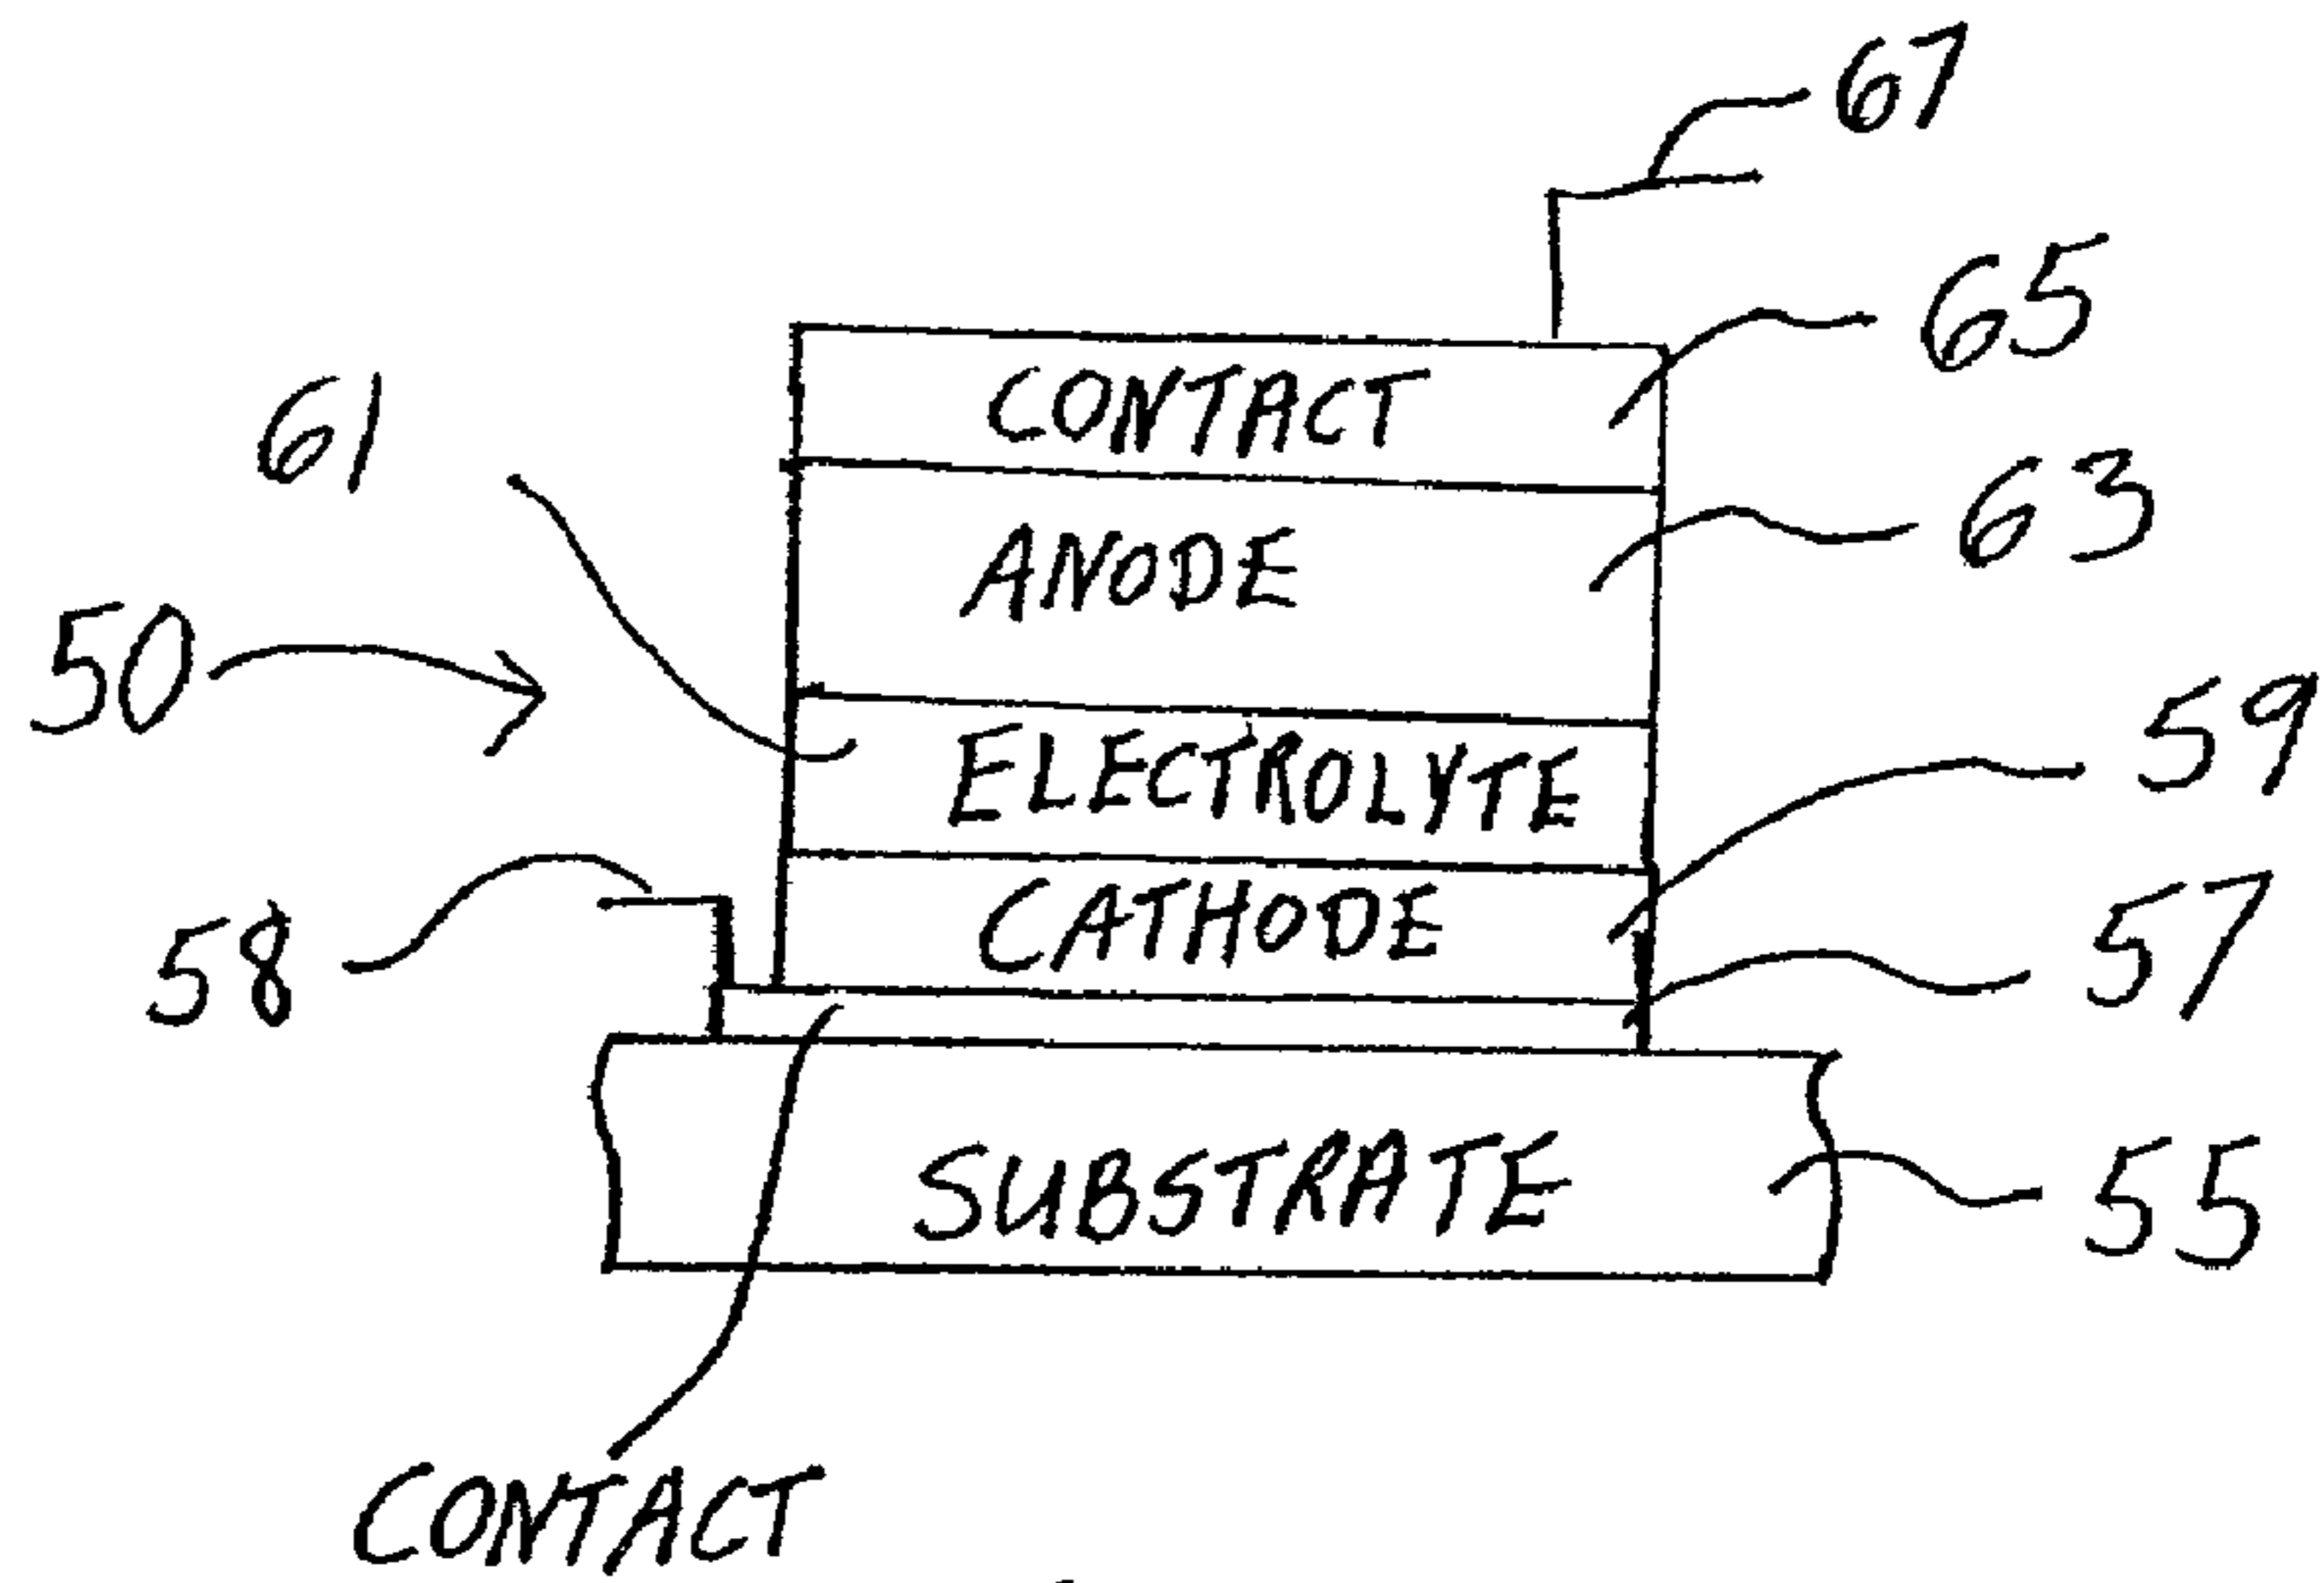 67
65
CONTACT
61
63
ANODE
50
59
ELECTROLYTE
57
CATHODE
58
55
SUBSTRATE
CONTACT